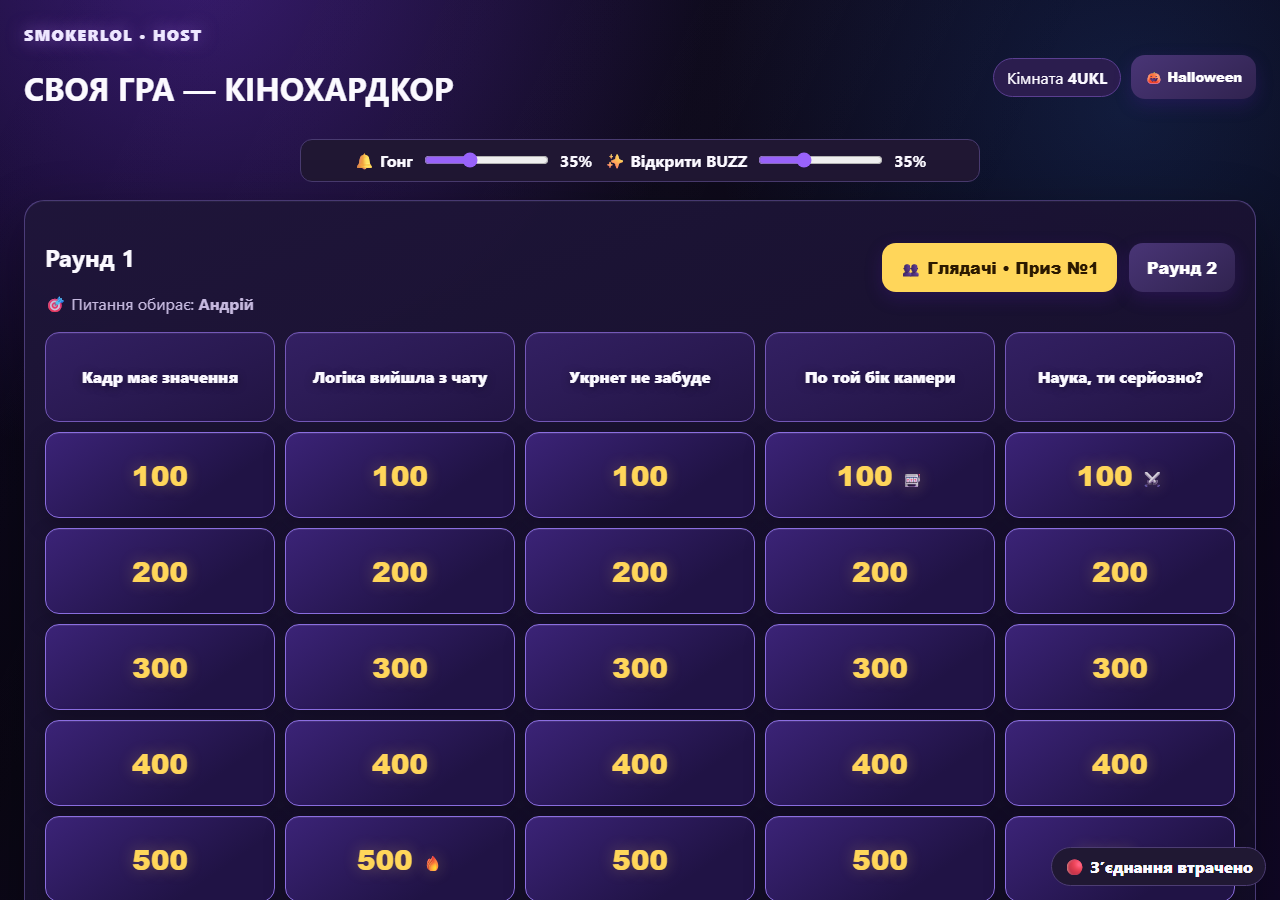 SMOKERLOL • HOST
СВОЯ ГРА — КІНОХАРДКОР
Кімната 4UKL
🎃 Halloween
🔔 Гонг 35% ✨ Відкрити BUZZ 35%
Раунд 1
👥 Глядачі • Приз №1
Раунд 2
🎯 Питання обирає: Андрій
Кадр має значення
Логіка вийшла з чату
Укрнет не забуде
По той бік камери
Наука, ти серйозно?
100 100 100 100 100
200 200 200 200 200
300 300 300 300 300
400 400 400 400 400
500 500 500 500
З’єднання втрачено